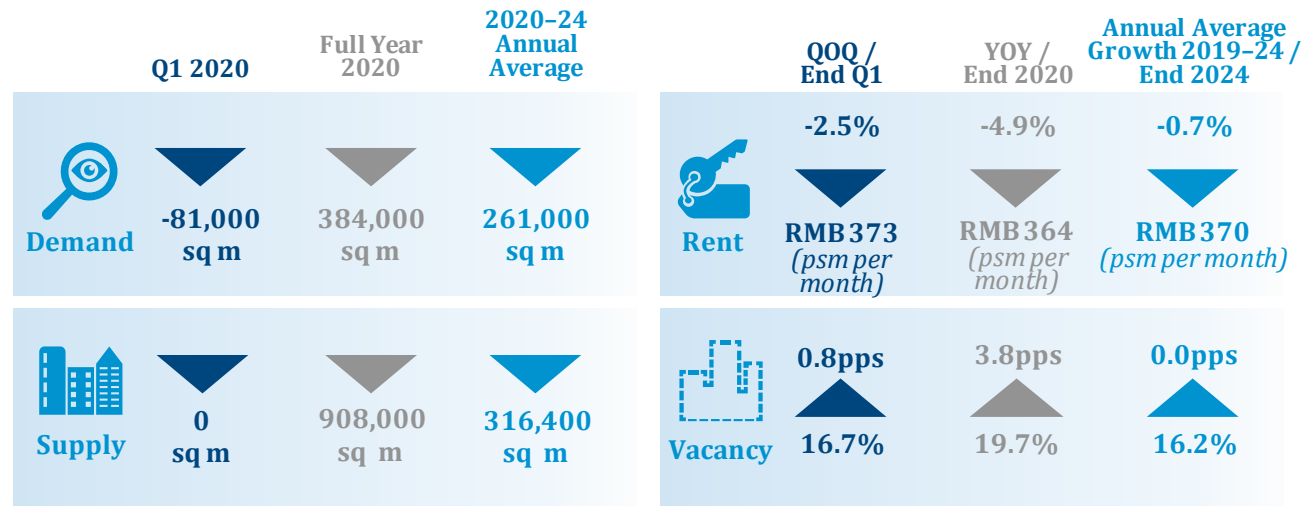 Q1 2020
Full Year
2020
2020–24
Annual
Average
Demand
-81,000
sq m
384,000
sq m
261,000
sq m
Supply
0
sq m
908,000
sq m
316,400
sq m
QOQ /
End Q1
YOY /
End 2020
Annual Average
Growth 2019–24 /
End 2024
Rent
-2.5%
RMB 373
(psm per
month)
-4.9%
RMB 364
(psm per
month)
-0.7%
RMB 370
(psm per month)
Vacancy
0.8pps
16.7%
3.8pps
19.7%
0.0pps
16.2%